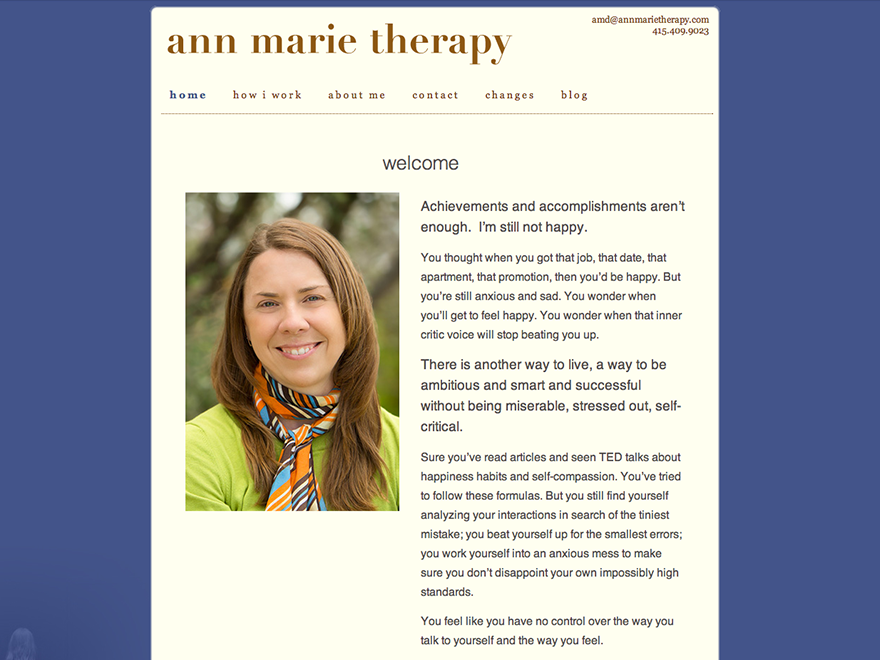 amd@annmarietherapy.com
415.409.9023
ann marie therapy
home how i work about me contact changes blog
welcome
Achievements and accomplishments aren’t
enough. I’m still not happy.
You thought when you got that job, that date, that
apartment, that promotion, then you’d be happy. But
you’re still anxious and sad. You wonder when
you’ll get to feel happy. You wonder when that inner
critic voice will stop beating you up.
There is another way to live, a way to be
ambitious and smart and successful
without being miserable, stressed out, self-
critical.
Sure you’ve read articles and seen TED talks about
happiness habits and self-compassion. You’ve tried
to follow these formulas. But you still find yourself
analyzing your interactions in search of the tiniest
mistake; you beat yourself up for the smallest errors;
you work yourself into an anxious mess to make
sure you don’t disappoint your own impossibly high
standards.
You feel like you have no control over the way you
talk to yourself and the way you feel.